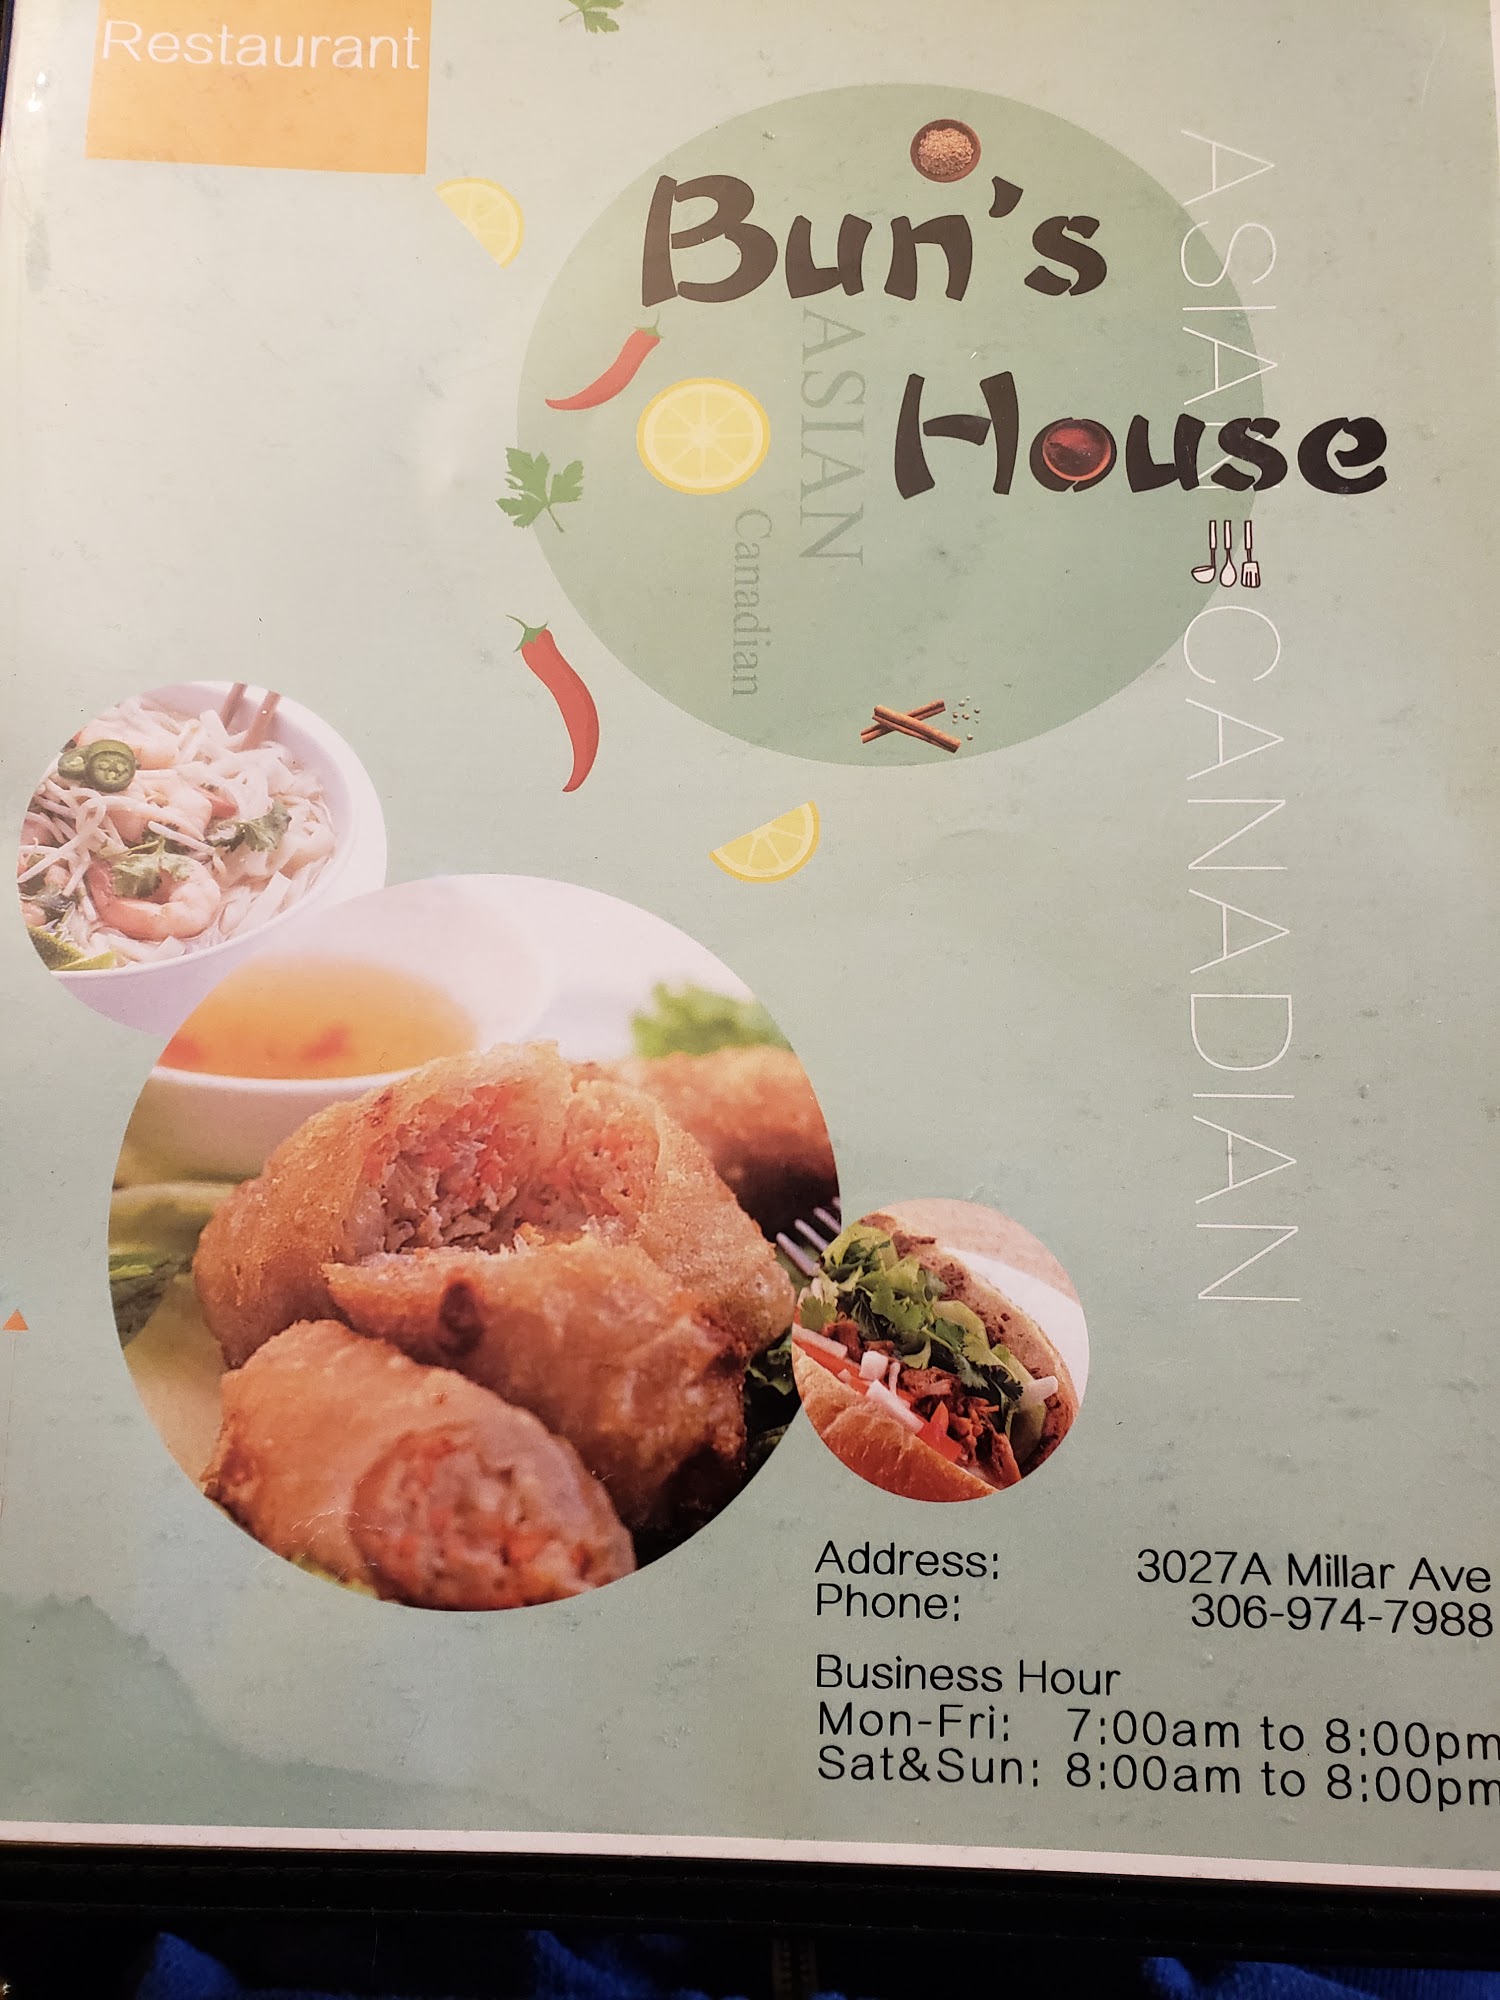 Restaurant
Bun's
House
ASIAN
Canadian
ASIAN CANADIAN
Address: 3027A Millar Ave
Phone: 306-974-7988
Business Hour
Mon-Fri: 7:00am to 8:00pm
Sat&Sun: 8:00am to 8:00pm